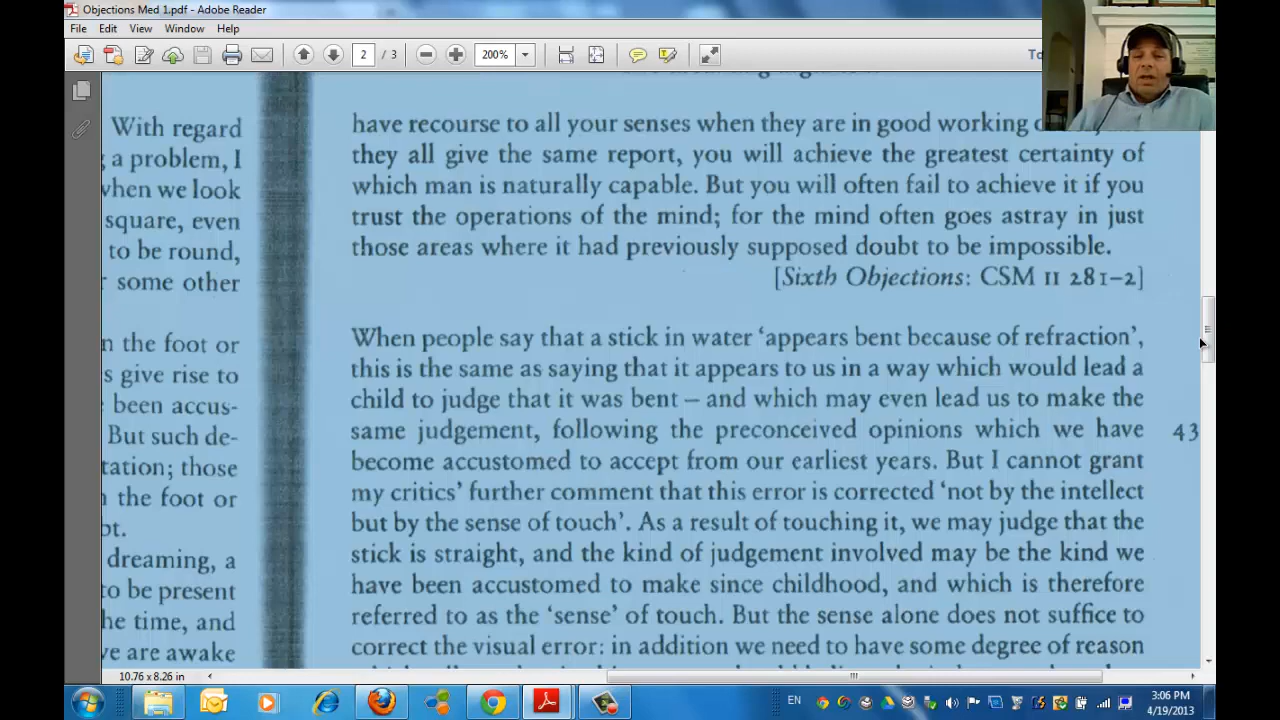 Objections Med 1.pdf - Adobe Reader
File Edit View Window Help
2 / 3 200%
With regard
a problem, I
when we look
square, even
to be round,
some other
the foot or
give rise to
been accus-
But such de-
tation; those
the foot or
dreaming, a
to be present
time, and
are awake
have recourse to all your senses when they are in good working
they all give the same report, you will achieve the greatest certainty of
which man is naturally capable. But you will often fail to achieve it if you
trust the operations of the mind; for the mind often goes astray in just
those areas where it had previously supposed doubt to be impossible.
[Sixth Objections: CSM II 281–2]
When people say that a stick in water ‘appears bent because of refraction’,
this is the same as saying that it appears to us in a way which would lead a
child to judge that it was bent – and which may even lead us to make the
same judgement, following the preconceived opinions which we have 43
become accustomed to accept from our earliest years. But I cannot grant
my critics’ further comment that this error is corrected ‘not by the intellect
but by the sense of touch’. As a result of touching it, we may judge that the
stick is straight, and the kind of judgement involved may be the kind we
have been accustomed to make since childhood, and which is therefore
referred to as the ‘sense’ of touch. But the sense alone does not suffice to
correct the visual error: in addition we need to have some degree of reason
10.76 x 8.26 in
EN
3:06 PM
4/19/2013